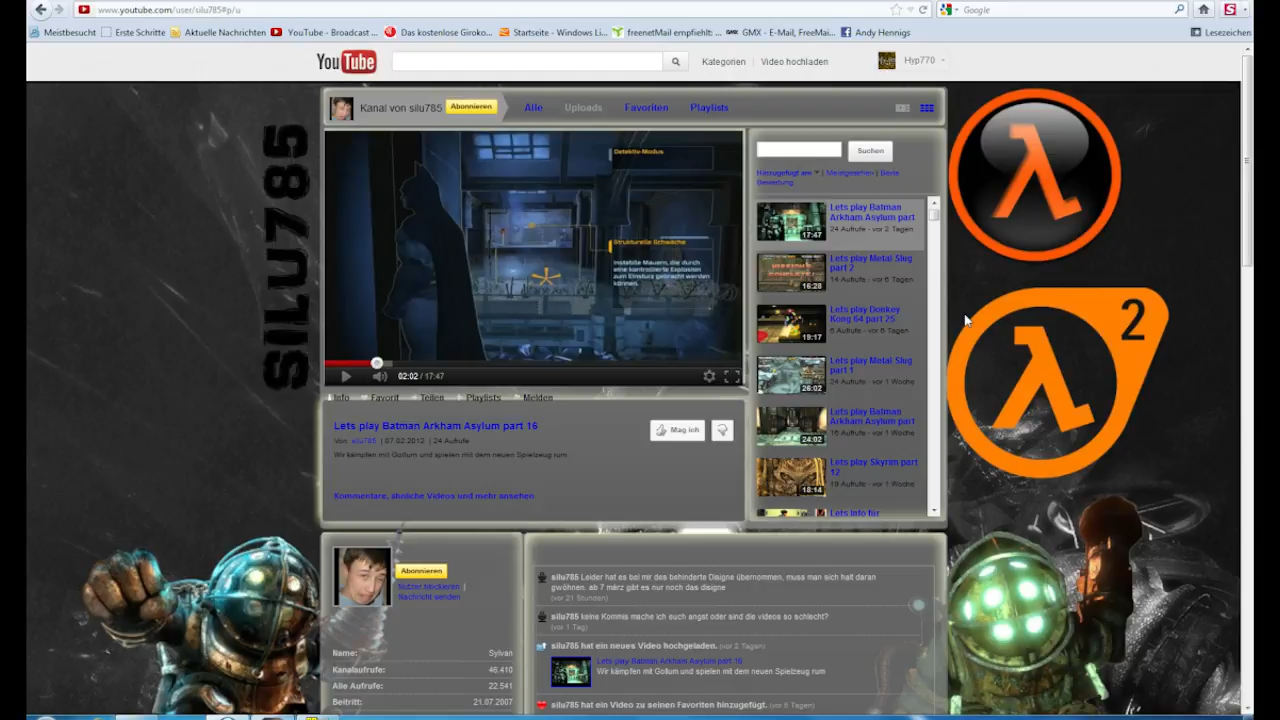 www.youtube.com/user/silu785#p/u
Google
Meistbesucht
Erste Schritte
Aktuelle Nachrichten
YouTube - Broadcast ...
Das kostenlose Giroko...
Startseite - Windows Li...
freenetMail empfiehlt: ...
GMX - E-Mail, FreeMai...
Andy Hennigs
Lesezeichen
YouTube
Kategorien
Video hochladen
Hyp770
SILU785
Kanal von silu785
Abonnieren
Alle
Uploads
Favoriten
Playlists
Detektiv-Modus
Strukturelle Schwäche
Instabile Mauern, die durch
eine kontrollierte Explosion
zum Einsturz gebracht werden
können.
02:02 / 17:47
Info
Favorit
Teilen
Playlists
Melden
Lets play Batman Arkham Asylum part 16
Von: silu785 | 07.02.2012 | 24 Aufrufe
Wir kämpfen mit Gollum und spielen mit dem neuen Spielzeug rum.
Mag ich
Kommentare, ähnliche Videos und mehr ansehen
Suchen
Hinzugefügt am | Meistgesehen | Beste
Bewertung
17:47
Lets play Batman
Arkham Asylum part
24 Aufrufe - vor 2 Tagen
16:28
Lets play Metal Slug
part 2
14 Aufrufe - vor 6 Tagen
19:17
Lets play Donkey
Kong 64 part 25
6 Aufrufe - vor 6 Tagen
26:02
Lets play Metal Slug
part 1
24 Aufrufe - vor 1 Woche
24:02
Lets play Batman
Arkham Asylum part
16 Aufrufe - vor 1 Woche
18:14
Lets play Skyrim part
12
19 Aufrufe - vor 1 Woche
Lets Info für
λ
λ
2
Abonnieren
Nutzer blockieren |
Nachricht senden
Name: Sylvan
Kanalaufrufe: 46.410
Alle Aufrufe: 22.541
Beitritt: 21.07.2007
silu785 Leider hat es bei mir des behinderte Disigne übernommen, muss man sich halt daran
gwöhnen. ab 7 märz gibt es nur noch das disigne
(vor 21 Stunden)
silu785 keine Kommis mache ich euch angst oder sind die videos so schlecht?
(vor 1 Tag)
silu785 hat ein neues Video hochgeladen. (vor 2 Tagen)
Lets play Batman Arkham Asylum part 16
Wir kämpfen mit Gollum und spielen mit dem neuen Spielzeug rum
silu785 hat ein Video zu seinen Favoriten hinzugefügt. (vor 6 Tagen)